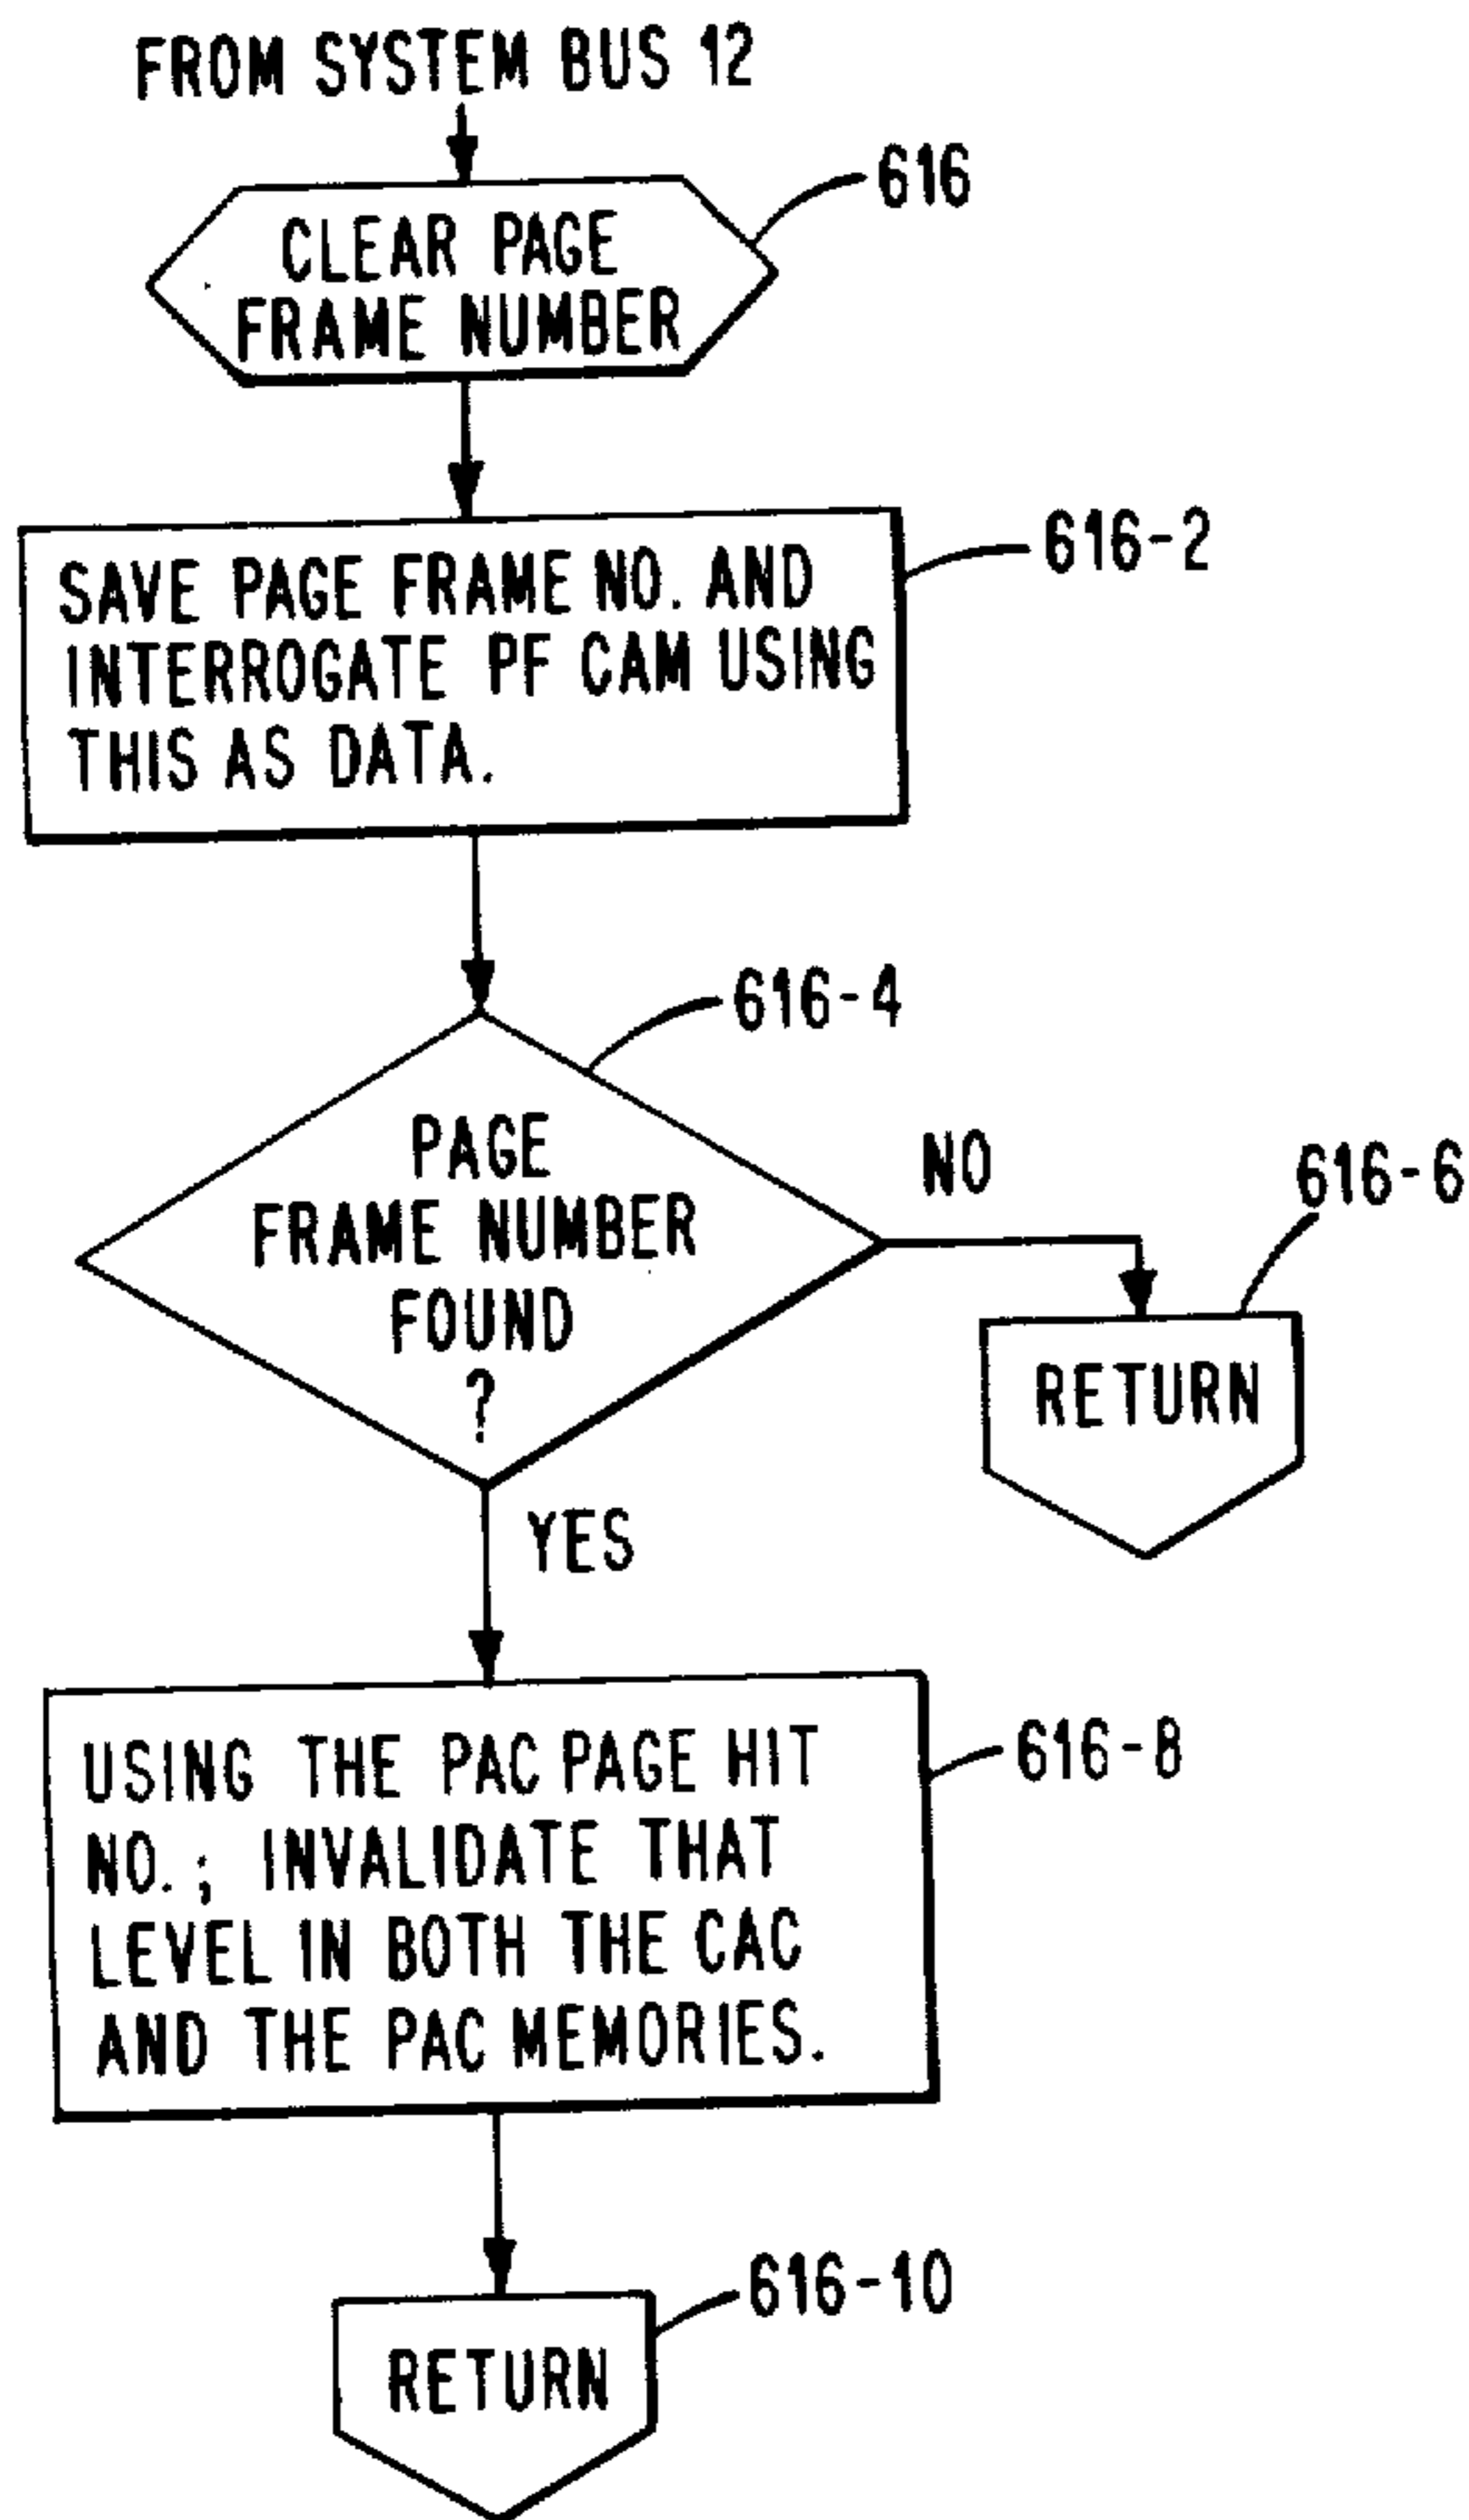 FROM SYSTEM BUS 12
616
CLEAR PAGE
FRAME NUMBER
616-2
SAVE PAGE FRAME NO. AND
INTERROGATE PF CAM USING
THIS AS DATA.
616-4
PAGE
FRAME NUMBER
FOUND
?
NO
616-6
RETURN
YES
616-8
USING THE PAC PAGE HIT
NO.; INVALIDATE THAT
LEVEL IN BOTH THE CAC
AND THE PAC MEMORIES.
616-10
RETURN